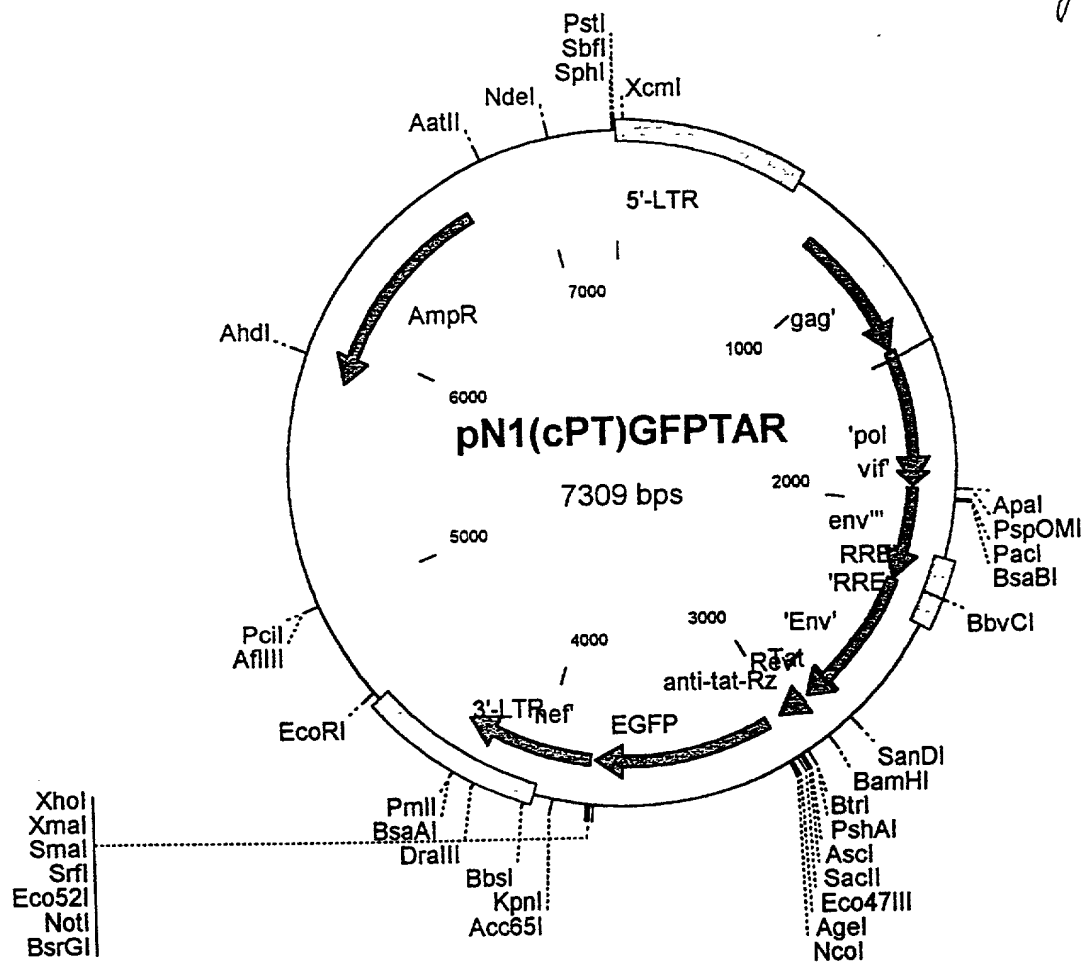 PstI
SbfI
SphI
XcmI
NdeI
AatII
5'-LTR
7000
AmpR
gag'
1000
AhdI
6000
pN1(cPT)GFPTAR
'pol
vif'
7309 bps
2000
ApaI
env'''
PspOMI
5000
RRE
PacI
'RRE
BsaBI
'Env'
BbvCI
3000
PciI
AflIII
4000
Rev
Tat
anti-tat-Rz
3'-LTR
nef'
EGFP
EcoRI
SanDI
BamHI
XhoI
XmaI
SmaI
SrfI
Eco52I
NotI
BsrGI
PmlI
BsaAI
DraIII
BbsI
KpnI
Acc65I
BtrI
PshAI
AscI
SacII
Eco47III
AgeI
NcoI